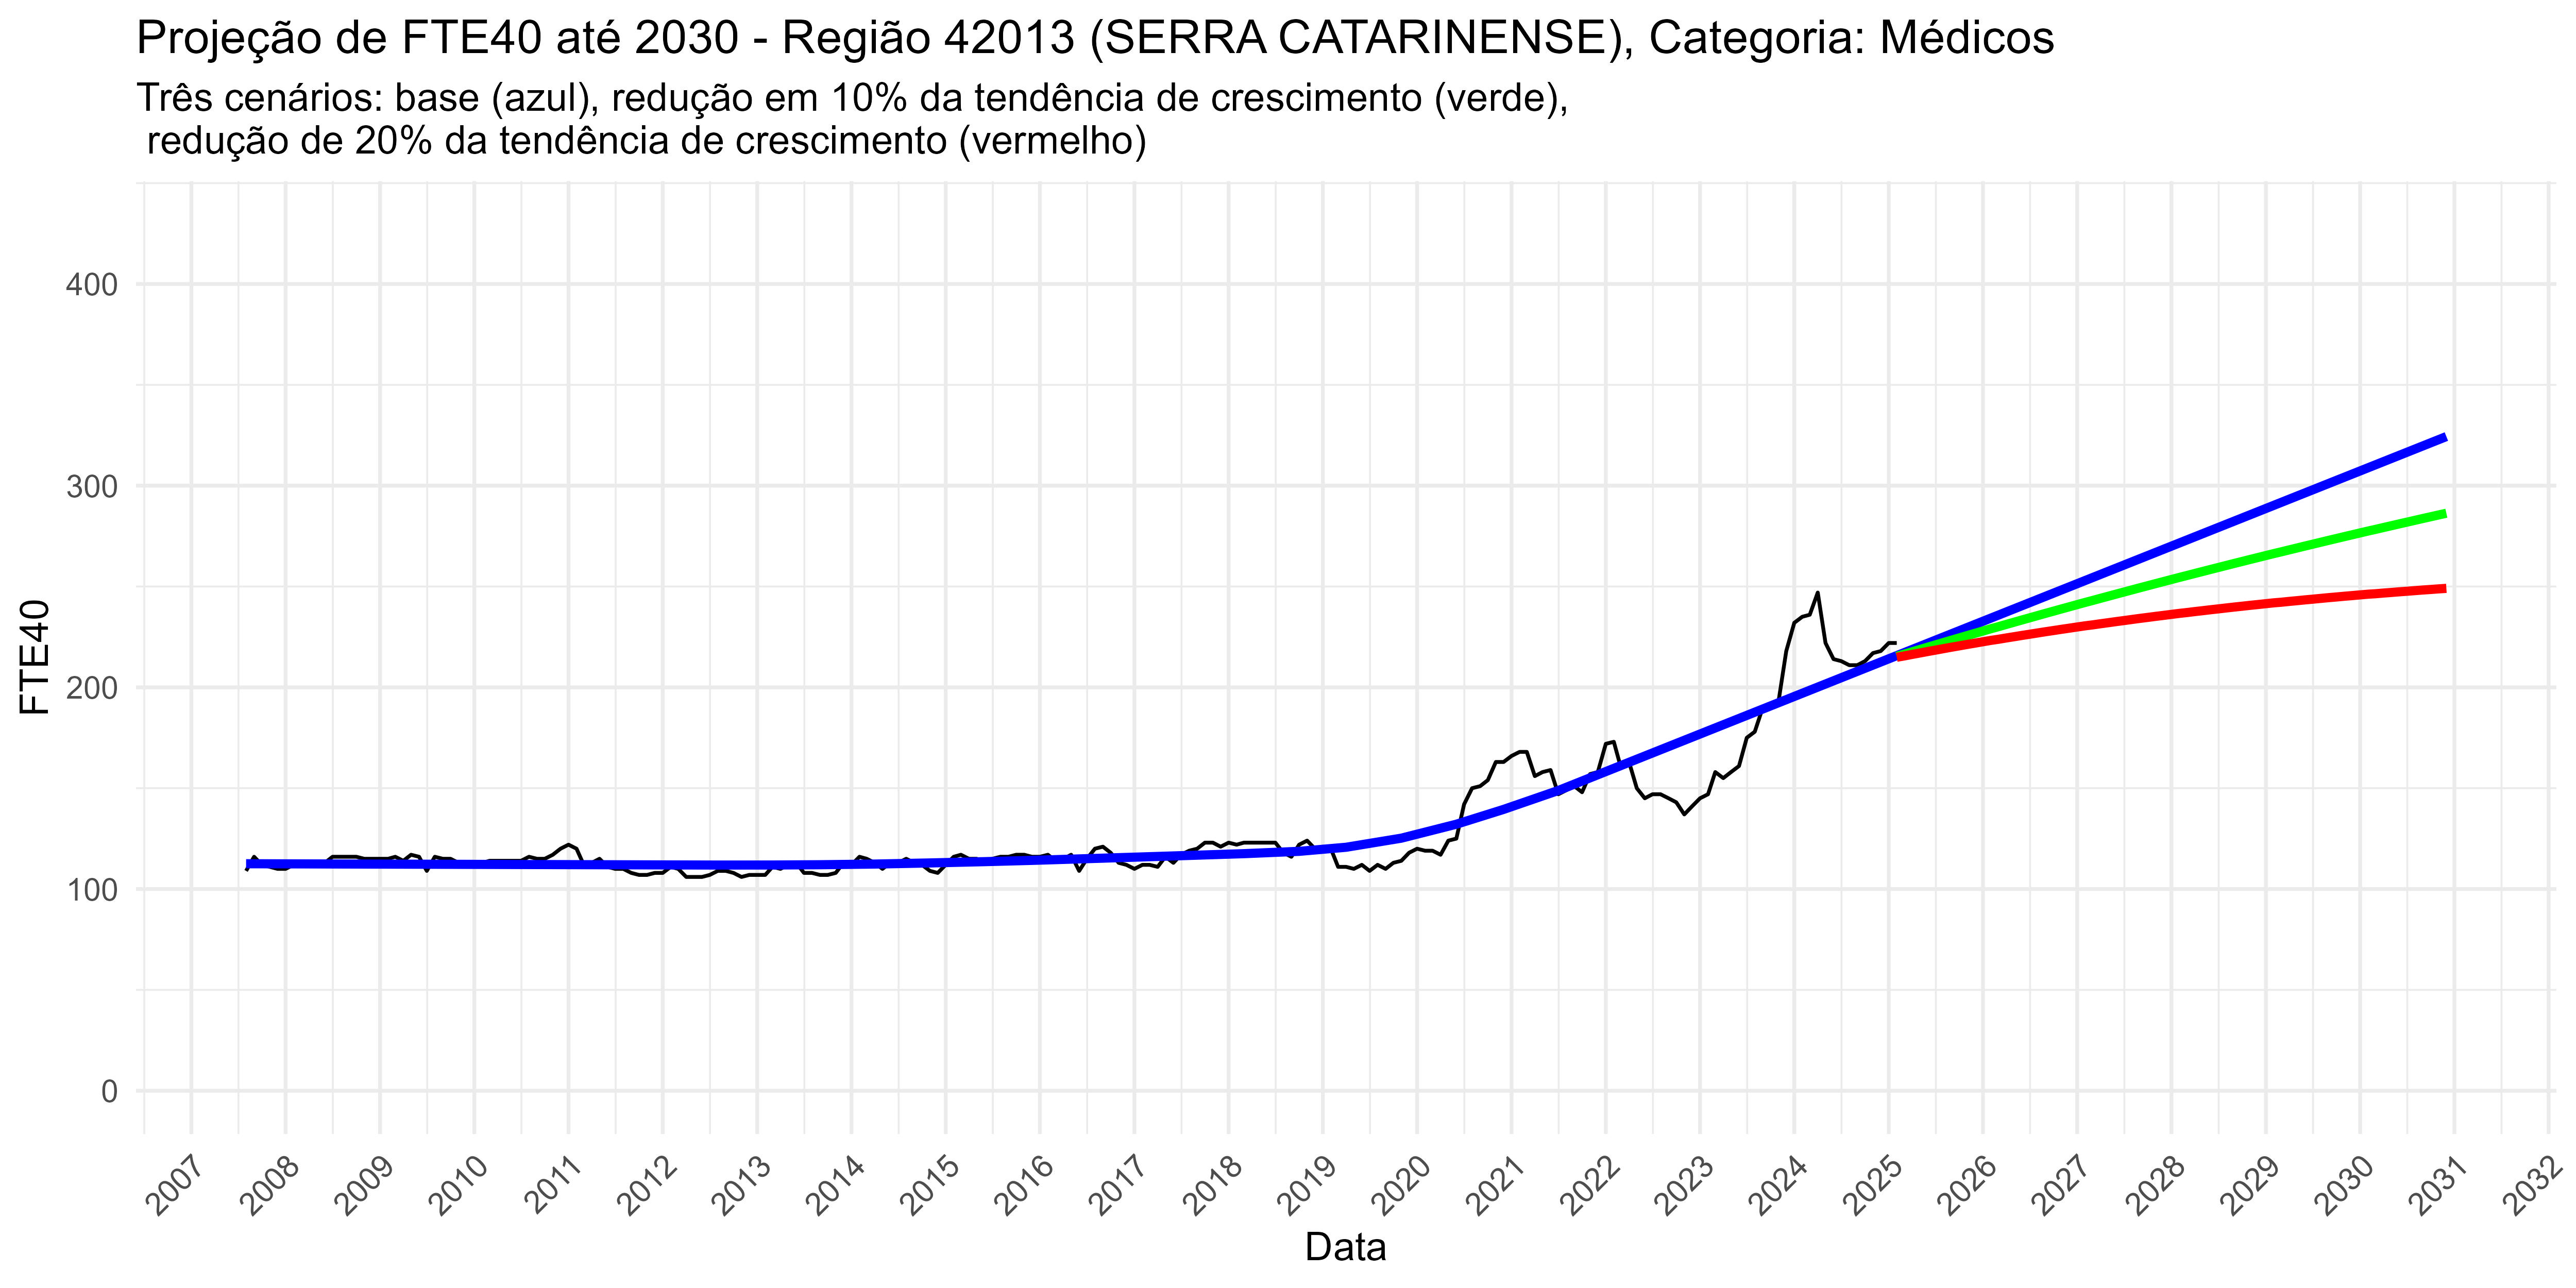 Projeção de FTE40 até 2030 - Região 42013 (SERRA CATARINENSE), Categoria: Médicos
Três cenários: base (azul), redução em 10% da tendência de crescimento (verde),
redução de 20% da tendência de crescimento (vermelho)
FTE40
400
300
200
100
0
2007 2008 2009 2010 2011 2012 2013 2014 2015 2016 2017 2018 2019 2020 2021 2022 2023 2024 2025 2026 2027 2028 2029 2030 2031 2032
Data